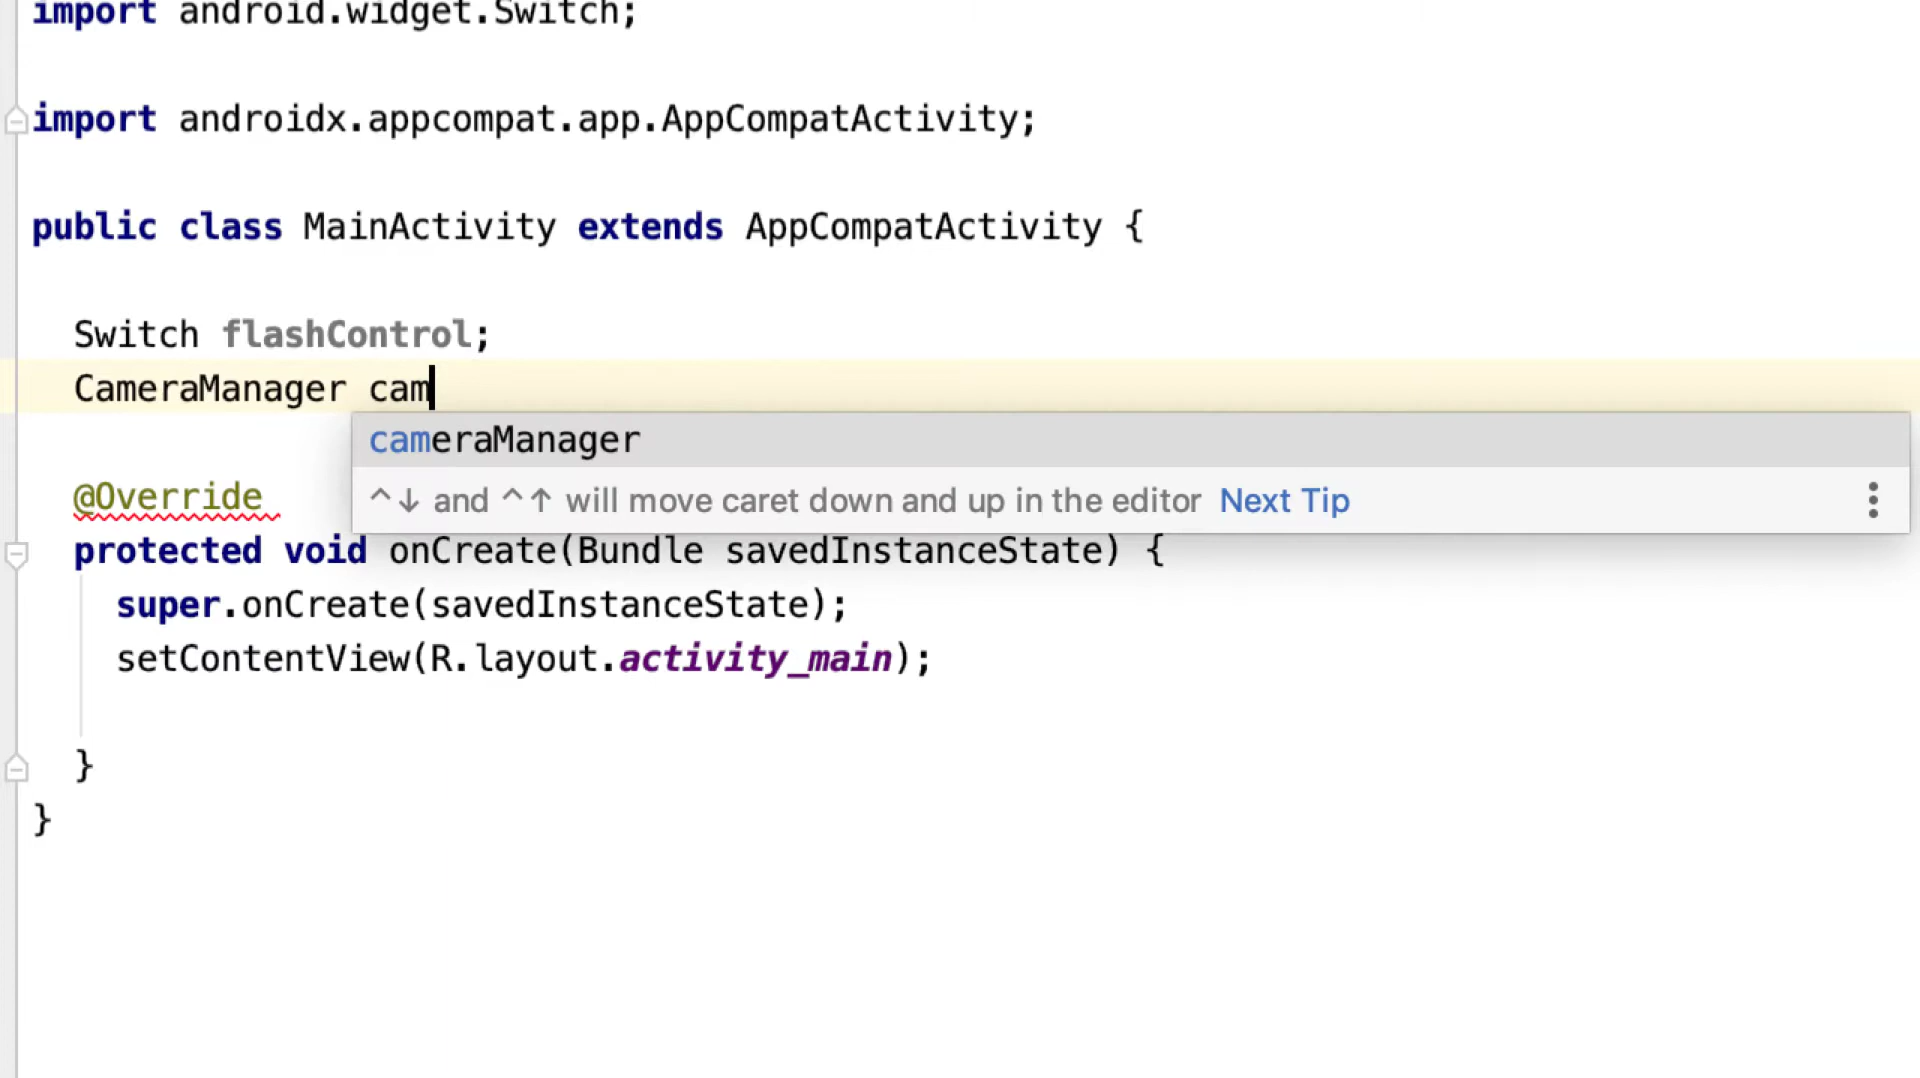 import android.widget.Switch;
import androidx.appcompat.app.AppCompatActivity;
public class MainActivity extends AppCompatActivity {
Switch flashControl;
CameraManager cam
cameraManager
^↓ and ^↑ will move caret down and up in the editor Next Tip
@Override
protected void onCreate(Bundle savedInstanceState) {
super.onCreate(savedInstanceState);
setContentView(R.layout.activity_main);
}
}